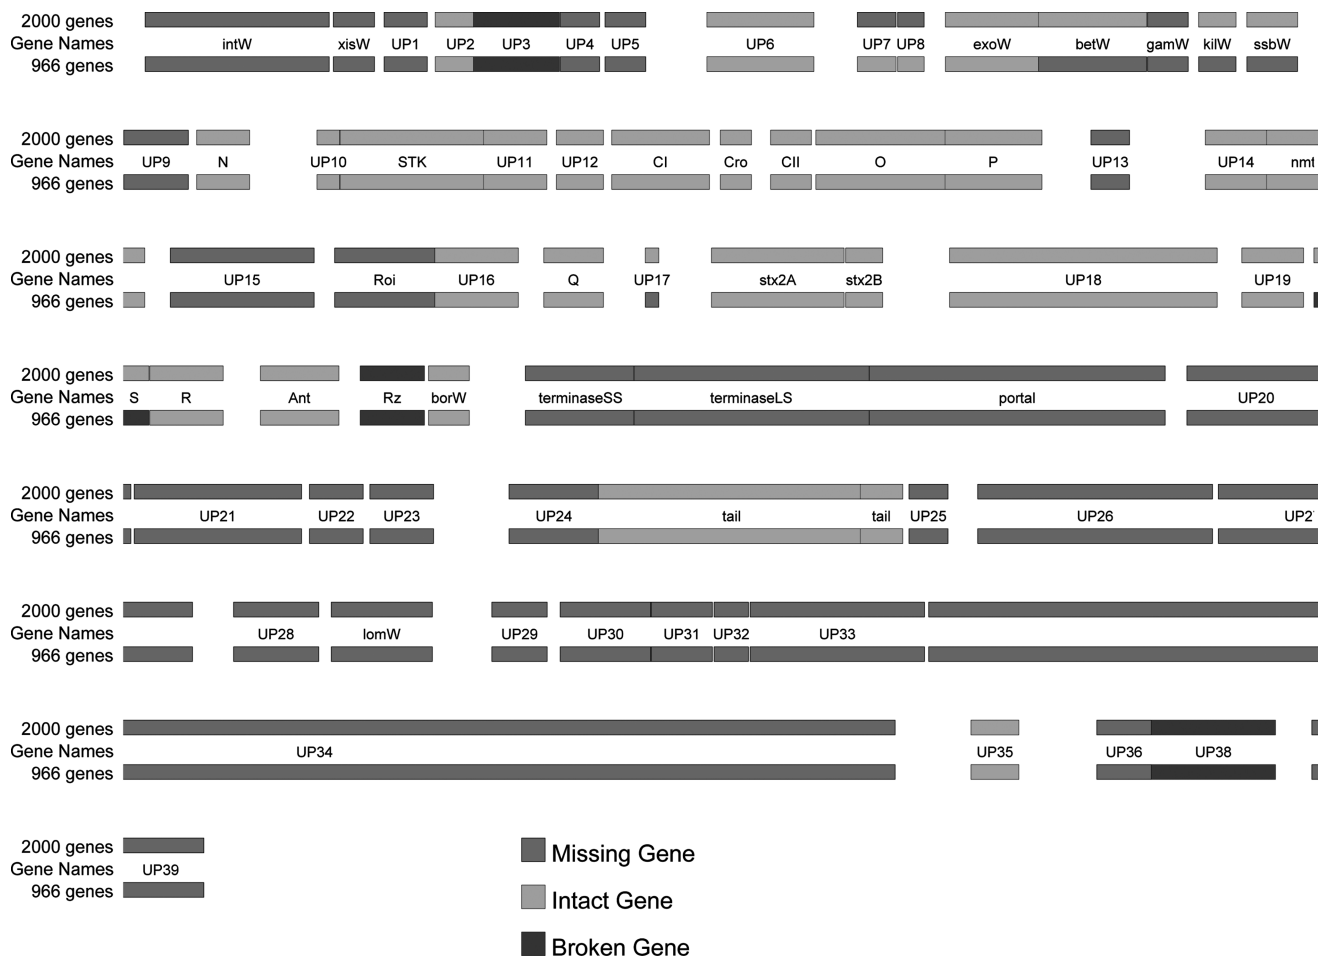 2000 genes
Gene Names intW xisW UP1 UP2 UP3 UP4 UP5 UP6 UP7 UP8 exoW betW gamW kilW ssbW
966 genes
2000 genes
Gene Names UP9 N UP10 STK UP11 UP12 CI Cro CII O P UP13 UP14 nmt
966 genes
2000 genes
Gene Names UP15 Roi UP16 Q UP17 stx2A stx2B UP18 UP19
966 genes
2000 genes
Gene Names S R Ant Rz borW terminaseSS terminaseLS portal UP20
966 genes
2000 genes
Gene Names UP21 UP22 UP23 UP24 tail tail UP25 UP26
966 genes
2000 genes
Gene Names UP28 lomW UP29 UP30 UP31 UP32 UP33
966 genes
2000 genes
Gene Names UP34 UP35 UP36 UP38
966 genes
2000 genes
Gene Names UP39
966 genes
Missing Gene
Intact Gene
Broken Gene